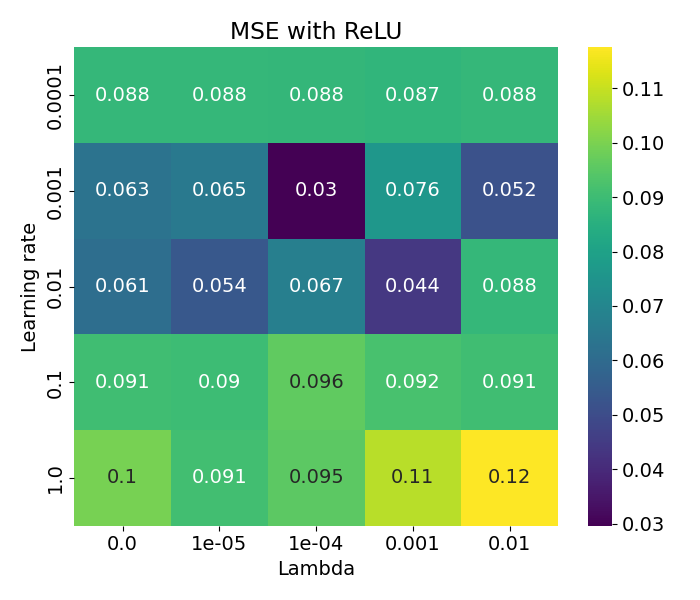 MSE with ReLU
Learning rate
0.0001 0.088 0.088 0.088 0.087 0.088
0.001 0.063 0.065 0.03 0.076 0.052
0.01 0.061 0.054 0.067 0.044 0.088
0.1 0.091 0.09 0.096 0.092 0.091
1.0 0.1 0.091 0.095 0.11 0.12
0.0 1e-05 1e-04 0.001 0.01
Lambda
0.11
0.10
0.09
0.08
0.07
0.06
0.05
0.04
0.03